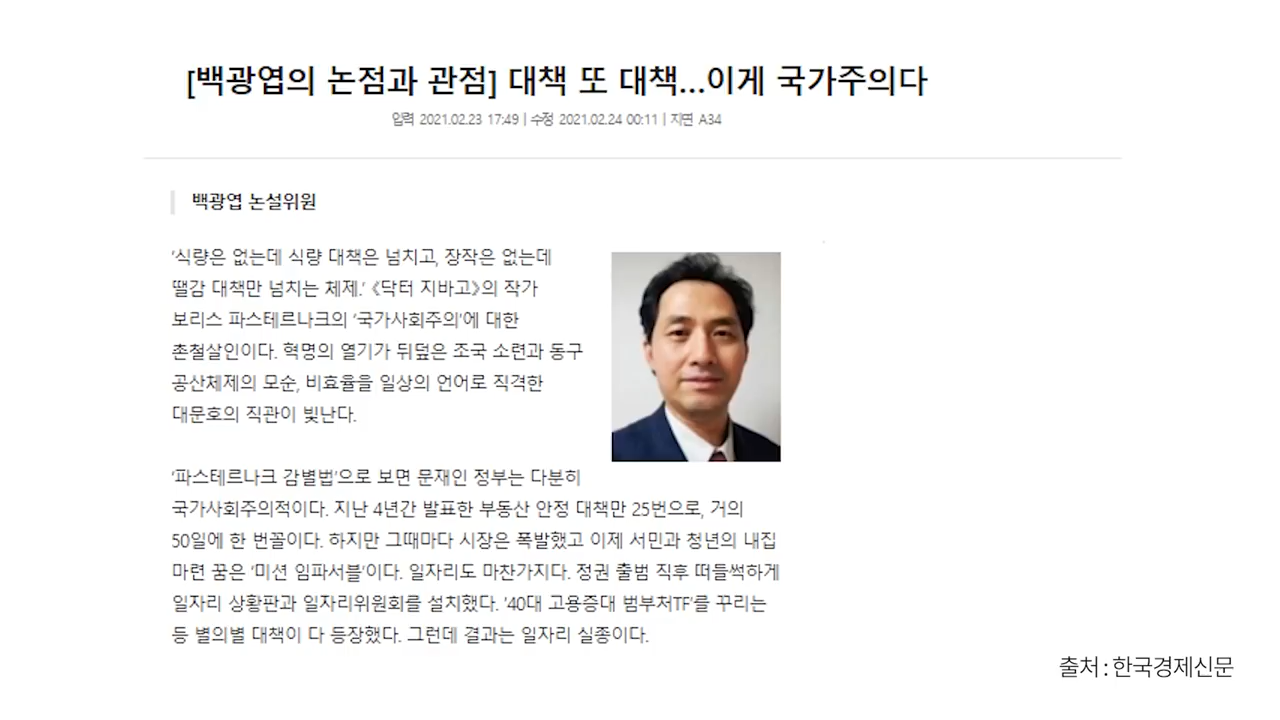 [백광엽의 논점과 관점] 대책 또 대책...이게 국가주의다
입력 2021.02.23 17:49 | 수정 2021.02.24 00:11 | 지면 A34
백광엽 논설위원
'식량은 없는데 식량 대책은 넘치고, 장작은 없는데
땔감 대책만 넘치는 체제.' 《닥터 지바고》의 작가
보리스 파스테르나크의 '국가사회주의'에 대한
촌철살인이다. 혁명의 열기가 뒤덮은 조국 소련과 동구
공산체제의 모순, 비효율을 일상의 언어로 직격한
대문호의 직관이 빛난다.
'파스테르나크 감별법'으로 보면 문재인 정부는 다분히
국가사회주의적이다. 지난 4년간 발표한 부동산 안정 대책만 25번으로, 거의
50일에 한 번꼴이다. 하지만 그때마다 시장은 폭발했고 이제 서민과 청년의 내집
마련 꿈은 '미션 임파서블'이다. 일자리도 마찬가지다. 정권 출범 직후 떠들썩하게
일자리 상황판과 일자리위원회를 설치했다. '40대 고용증대 범부처TF'를 꾸리는
등 별의별 대책이 다 등장했다. 그런데 결과는 일자리 실종이다.
출처 : 한국경제신문